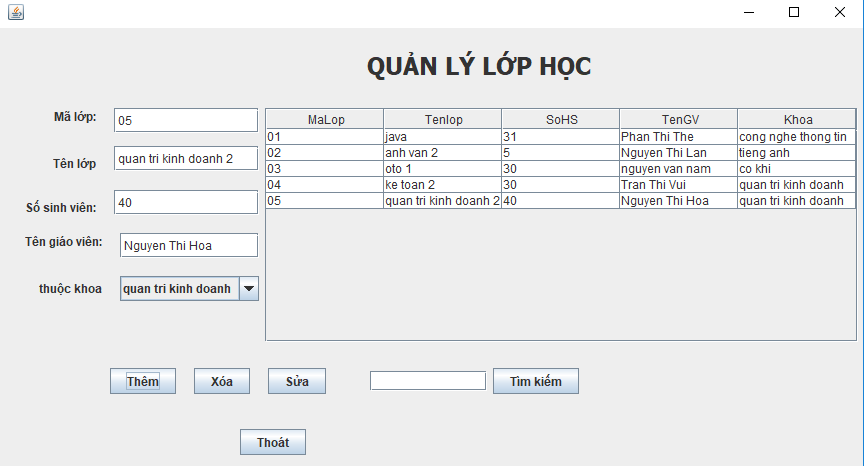 QUẢN LÝ LỚP HỌC
Mã lớp: 05
Tên lớp quan tri kinh doanh 2
Số sinh viên: 40
Tên giáo viên: Nguyen Thi Hoa
thuộc khoa quan tri kinh doanh
MaLop Tenlop SoHS TenGV Khoa
01 java 31 Phan Thi The cong nghe thong tin
02 anh van 2 5 Nguyen Thi Lan tieng anh
03 oto 1 30 nguyen van nam co khi
04 ke toan 2 30 Tran Thi Vui quan tri kinh doanh
05 quan tri kinh doanh 2 40 Nguyen Thi Hoa quan tri kinh doanh
Thêm Xóa Sửa Tìm kiếm
Thoát